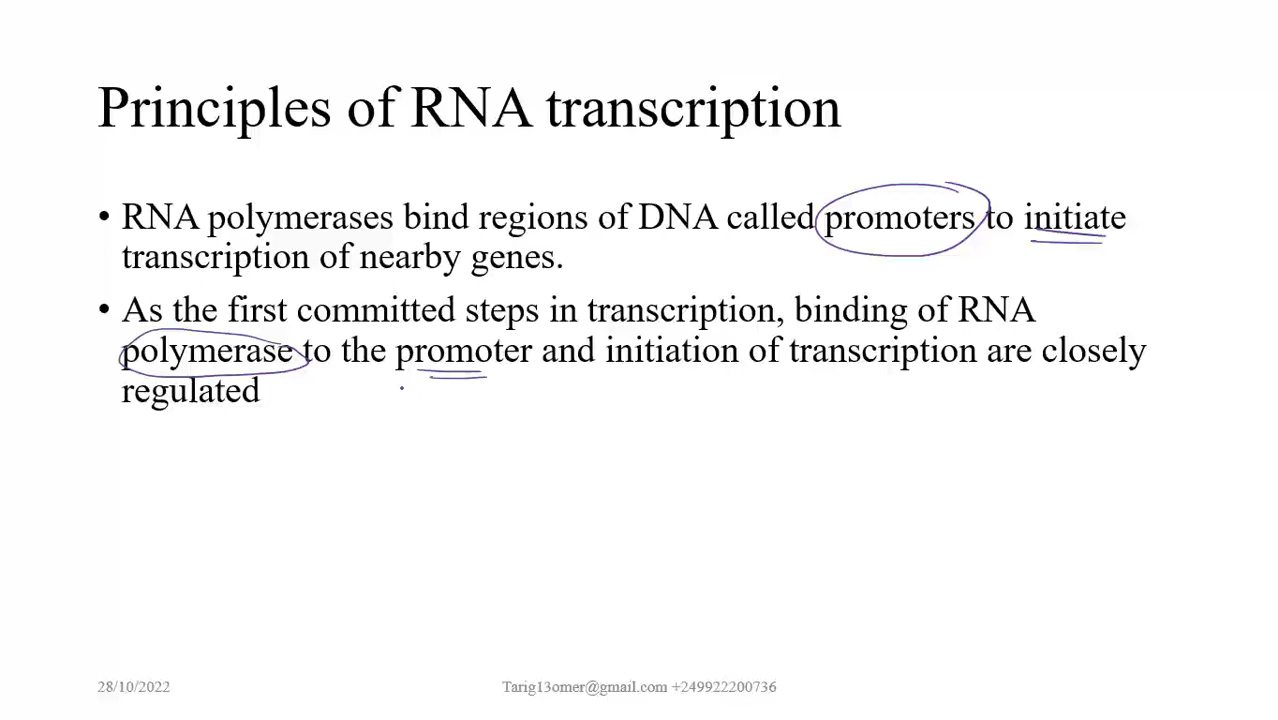 Principles of RNA transcription
• RNA polymerases bind regions of DNA called promoters to initiate
transcription of nearby genes.
• As the first committed steps in transcription, binding of RNA
polymerase to the promoter and initiation of transcription are closely
regulated
28/10/2022
Tarig13omer@gmail.com +249922200736